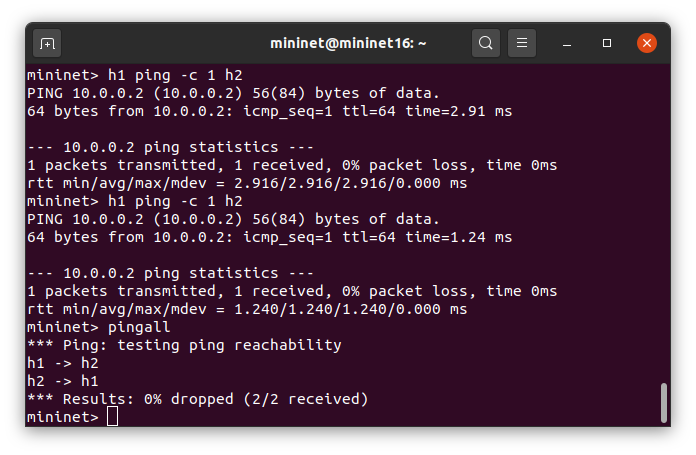 mininet@mininet16: ~
mininet> h1 ping -c 1 h2
PING 10.0.0.2 (10.0.0.2) 56(84) bytes of data.
64 bytes from 10.0.0.2: icmp_seq=1 ttl=64 time=2.91 ms
--- 10.0.0.2 ping statistics ---
1 packets transmitted, 1 received, 0% packet loss, time 0ms
rtt min/avg/max/mdev = 2.916/2.916/2.916/0.000 ms
mininet> h1 ping -c 1 h2
PING 10.0.0.2 (10.0.0.2) 56(84) bytes of data.
64 bytes from 10.0.0.2: icmp_seq=1 ttl=64 time=1.24 ms
--- 10.0.0.2 ping statistics ---
1 packets transmitted, 1 received, 0% packet loss, time 0ms
rtt min/avg/max/mdev = 1.240/1.240/1.240/0.000 ms
mininet> pingall
*** Ping: testing ping reachability
h1 -> h2
h2 -> h1
*** Results: 0% dropped (2/2 received)
mininet>